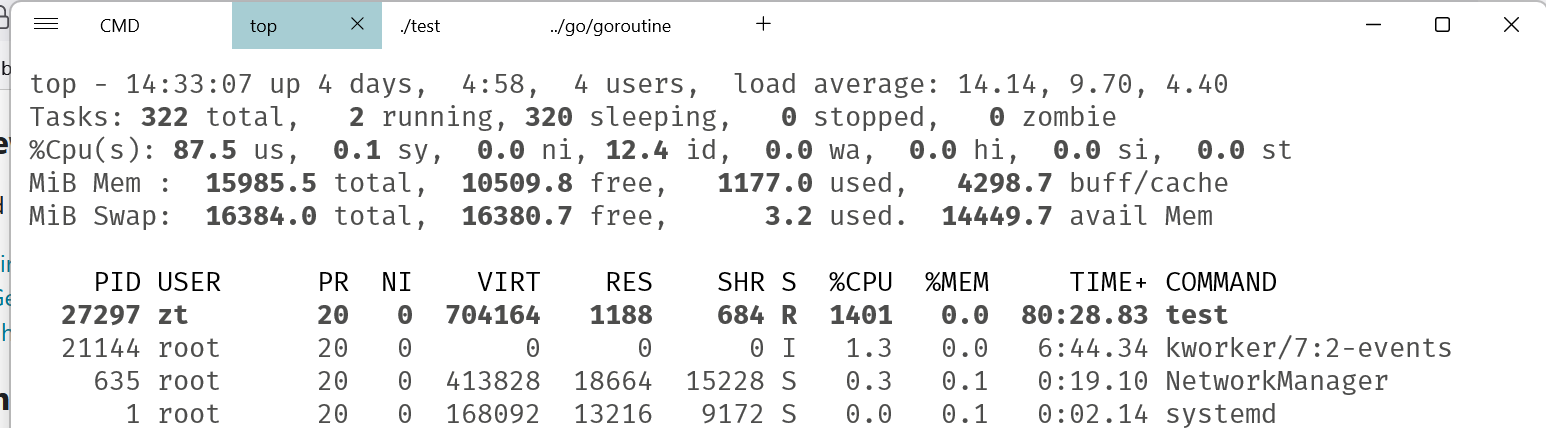 CMD top ./test ../go/goroutine
top - 14:33:07 up 4 days,  4:58,  4 users,  load average: 14.14, 9.70, 4.40
Tasks: 322 total,   2 running, 320 sleeping,   0 stopped,   0 zombie
%Cpu(s): 87.5 us,  0.1 sy,  0.0 ni, 12.4 id,  0.0 wa,  0.0 hi,  0.0 si,  0.0 st
MiB Mem :  15985.5 total,  10509.8 free,   1177.0 used,   4298.7 buff/cache
MiB Swap:  16384.0 total,  16380.7 free,      3.2 used.  14449.7 avail Mem
PID USER      PR  NI    VIRT    RES    SHR S  %CPU  %MEM     TIME+ COMMAND
27297 zt        20   0  704164   1188    684 R  1401   0.0  80:28.83 test
21144 root      20   0       0      0      0 I   1.3   0.0   6:44.34 kworker/7:2-events
635 root      20   0  413828  18664  15228 S   0.3   0.1   0:19.10 NetworkManager
1 root      20   0  168092  13216   9172 S   0.0   0.1   0:02.14 systemd